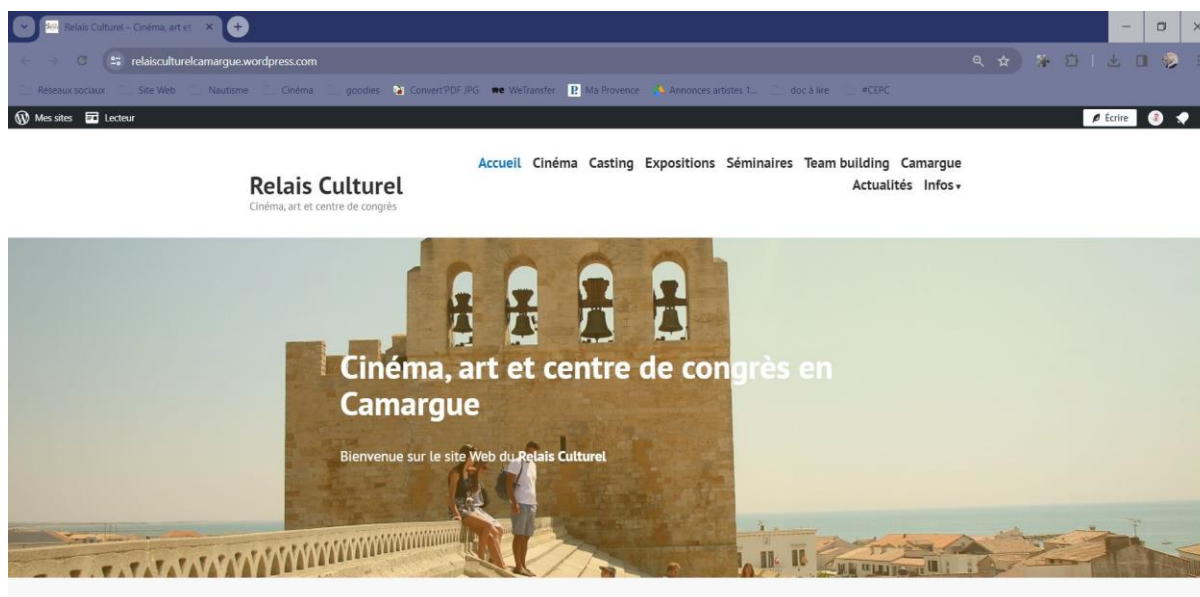 Relais Culturel – Cinéma, art et
relaisculturelcamargue.wordpress.com
Réseaux sociaux Site Web Nautisme Cinéma goodies Convert'PDF JPG WeTransfer Ma Provence Annonces artistes 1... doc à lire #CEPC
Mes sites Lecteur Écrire
Accueil Cinéma Casting Expositions Séminaires Team building Camargue
Actualités Infos
Relais Culturel
Cinéma, art et centre de congrès
Cinéma, art et centre de congrès en
Camargue
Bienvenue sur le site Web du Relais Culturel